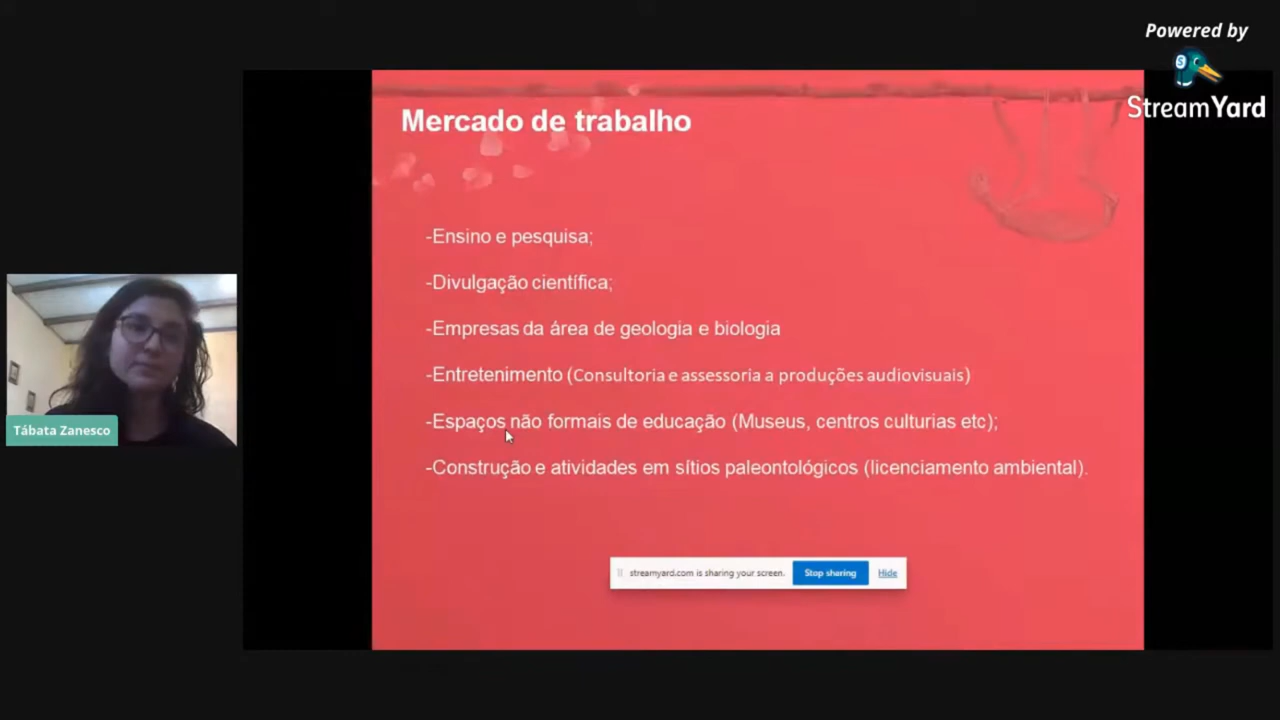 Powered by
StreamYard
Mercado de trabalho
-Ensino e pesquisa;
-Divulgação científica;
-Empresas da área de geologia e biologia
-Entretenimento (Consultoria e assessoria a produções audiovisuais)
-Espaços não formais de educação (Museus, centros culturias etc);
-Construção e atividades em sítios paleontológicos (licenciamento ambiental).
Tábata Zanesco
streamyard.com is sharing your screen. Stop sharing Hide